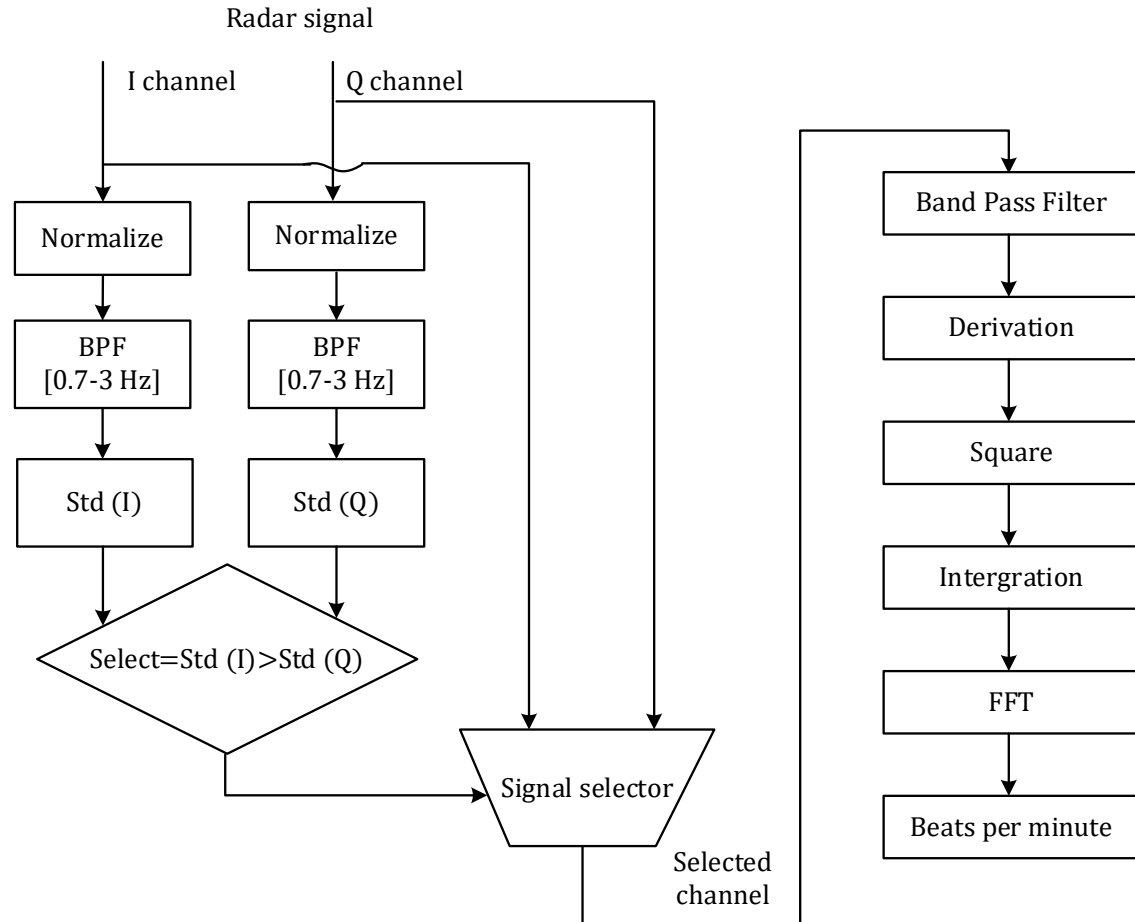 Radar signal
I channel
Q channel
Normalize
Normalize
BPF
[0.7-3 Hz]
BPF
[0.7-3 Hz]
Std (I)
Std (Q)
Select=Std (I)>Std (Q)
Signal selector
Selected
channel
Band Pass Filter
Derivation
Square
Intergration
FFT
Beats per minute